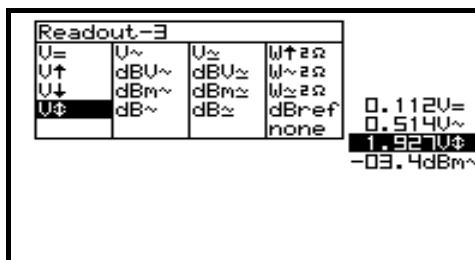 Readout-3
V= V~ V≃ W↑2Ω
V↑ dBV~ dBV≃ W~2Ω
V↓ dBm~ dBm≃ W≃2Ω
V⇕ dB~ dB≃ dBref
none
0.112V=
0.514V~
1.927V⇕
-03.4dBm~